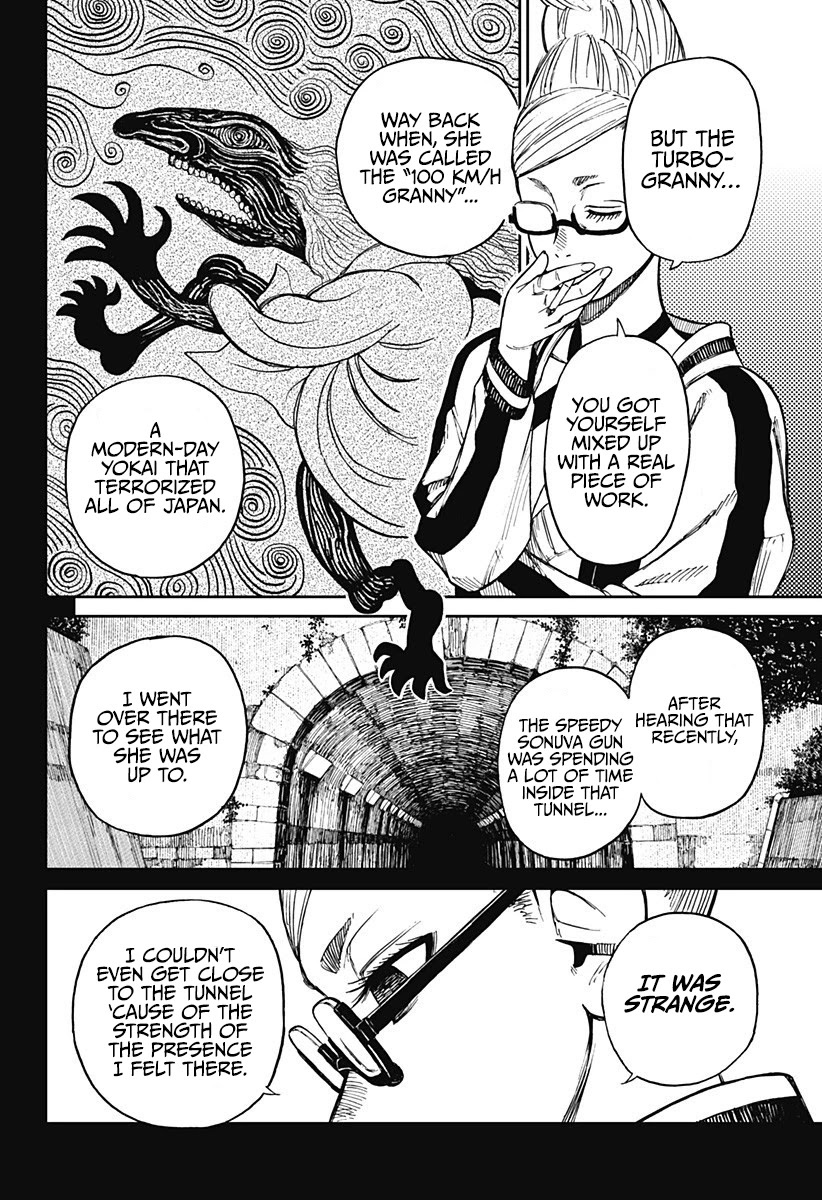 BUT THE
TURBO-
GRANNY...
WAY BACK
WHEN, SHE
WAS CALLED
THE "100 KM/H
GRANNY"...
YOU GOT
YOURSELF
MIXED UP
WITH A REAL
PIECE OF
WORK.
A
MODERN-DAY
YOKAI THAT
TERRORIZED
ALL OF JAPAN.
AFTER
HEARING THAT
RECENTLY,
THE SPEEDY
SONUVA GUN
WAS SPENDING
A LOT OF TIME
INSIDE THAT
TUNNEL...
I WENT
OVER THERE
TO SEE WHAT
SHE WAS
UP TO.
IT WAS
STRANGE.
I COULDN'T
EVEN GET CLOSE
TO THE TUNNEL
'CAUSE OF THE
STRENGTH OF
THE PRESENCE
I FELT THERE.